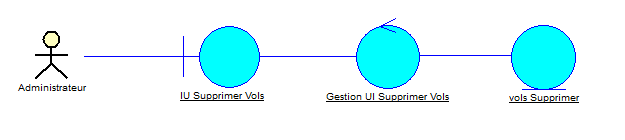 Administrateur
IU Supprimer Vols
Gestion UI Supprimer Vols
vols Supprimer